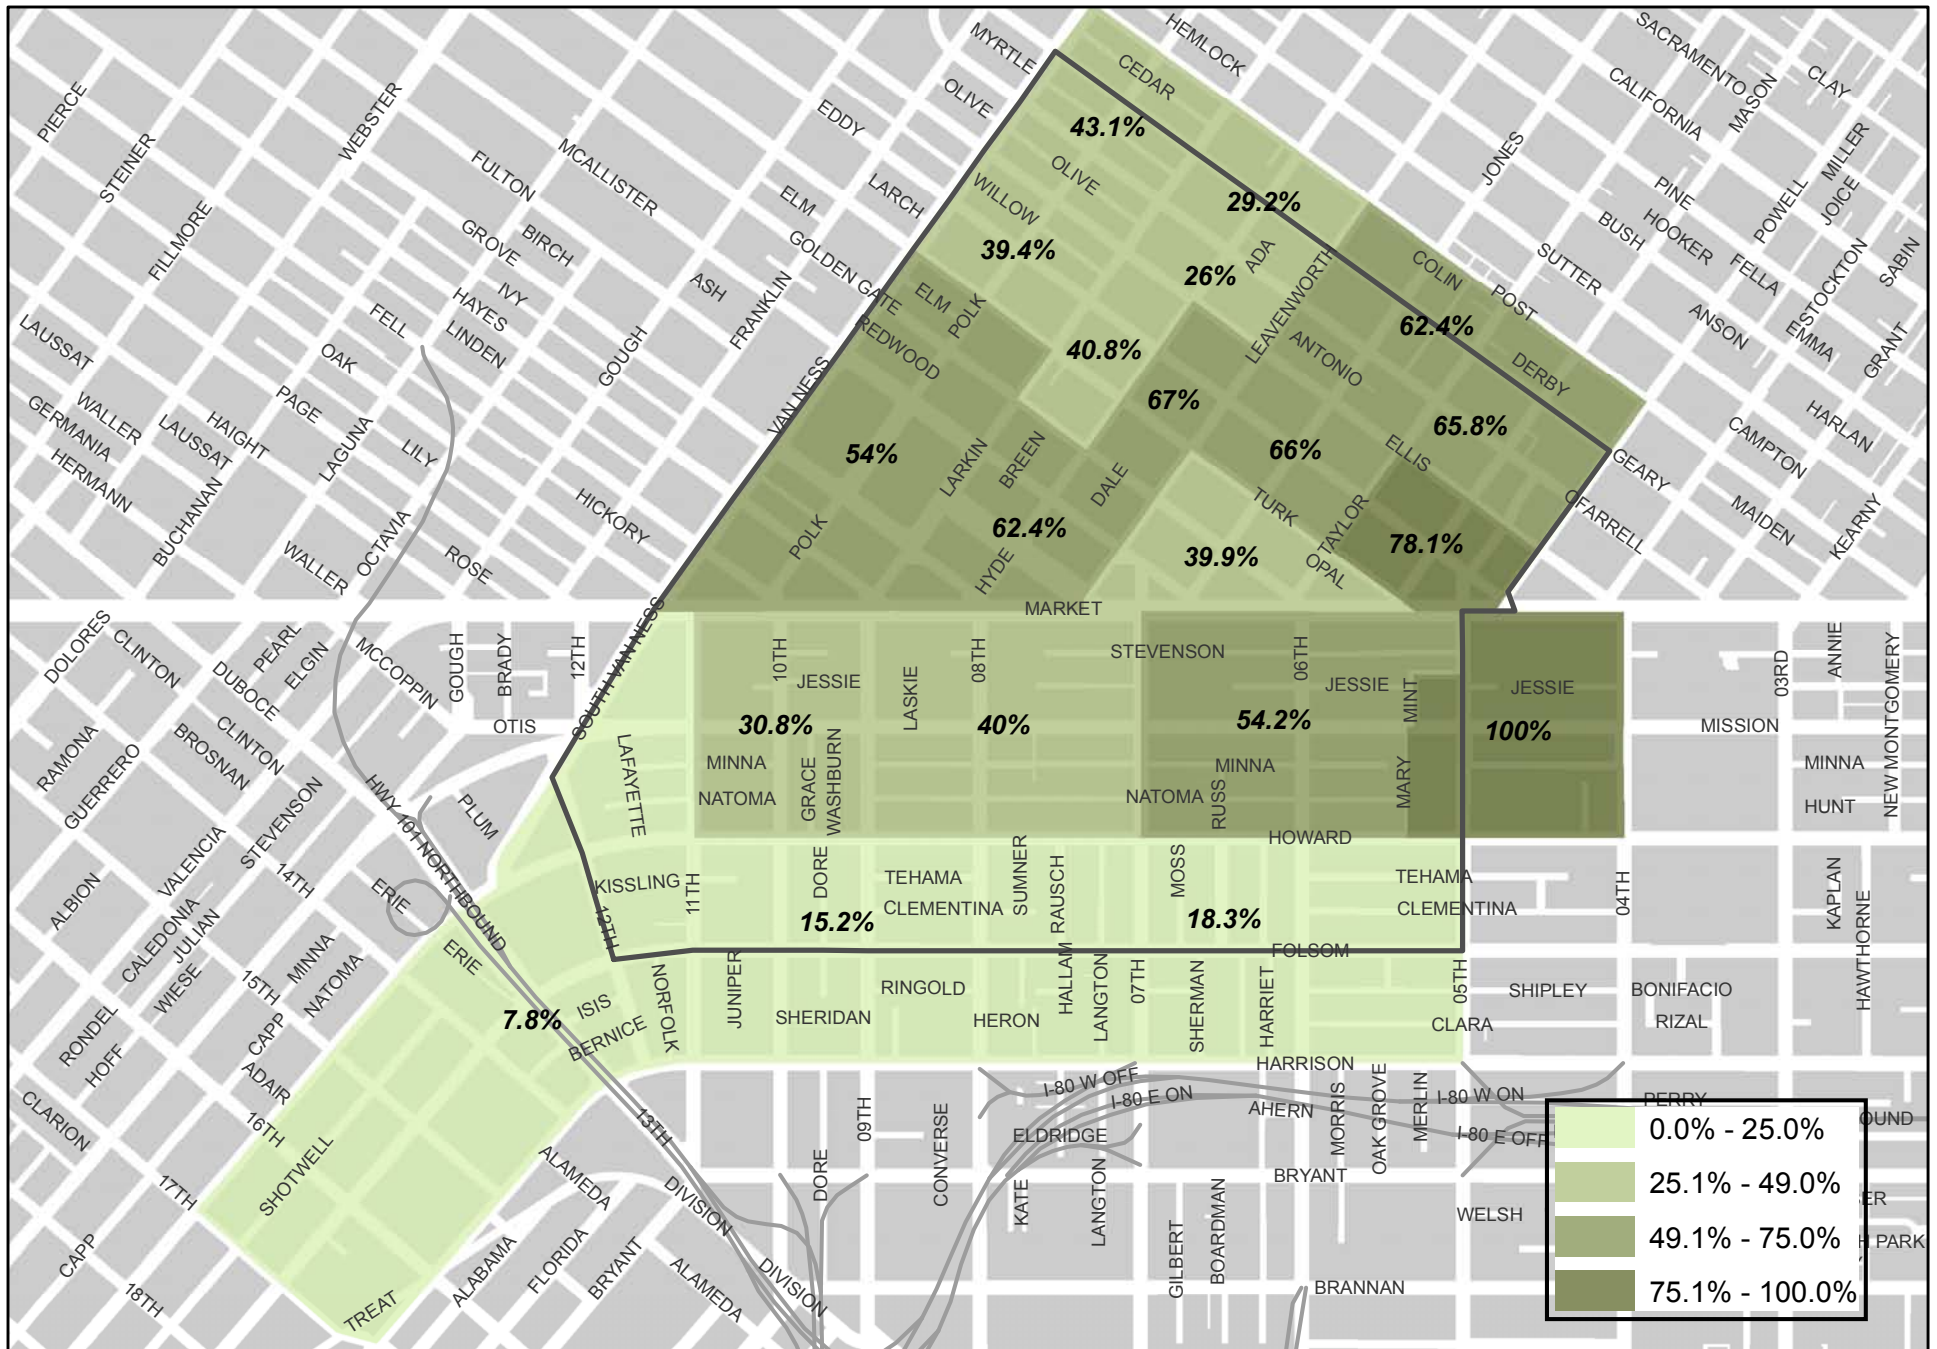 MYRTLE
HEMLOCK
SACRAMENTO
CLAY
CEDAR
CALIFORNIA
MASON
PIERCE
WEBSTER
EDDY
OLIVE
43.1%
JONES
MILLER
STEINER
FULTON
MCALLISTER
ELM
LARCH
WILLOW
OLIVE
29.2%
PINE
POWELL
JOICE
FILLMORE
GROVE
BIRCH
GOLDEN GATE
39.4%
26%
ADA
BUSH
HOOKER
SUTTER
FELLA
STOCKTON
SABIN
IVY
HAYES
LINDEN
FELL
ASH
FRANKLIN
ELM
POLK
REDWOOD
LEAVENWORTH
COLIN
POST
62.4%
ANSON
EMMA
GRANT
LAUSSAT
OAK
GOUGH
VAN NESS
40.8%
ANTONIO
DERBY
WALLER
GERMANIA
HERMANN
LAUSSAT
HAIGHT
PAGE
LAGUNA
LILY
67%
65.8%
HARLAN
CAMPTON
54%
LARKIN
BREEN
DALE
66%
ELLIS
GEARY
BUCHANAN
OCTAVIA
HICKORY
TURK
TAYLOR
OFARRELL
MAIDEN
KEARNY
WALLER
ROSE
POLK
62.4%
HYDE
39.9%
OTAYLOR
OPAL
78.1%
MARKET
DOLORES
CLINTON
PEARL
ELGIN
DUBOCE
MCCOPPIN
GOUGH
BRADY
12TH
SOUTH VAN NESS
10TH
JESSIE
LASKIE
08TH
STEVENSON
06TH
JESSIE
MINT
JESSIE
03RD
ANNIE
NEW MONTGOMERY
RAMONA
GUERRERO
BROSNAN
CLINTON
OTIS
LAFAYETTE
30.8%
40%
54.2%
100%
MISSION
MINNA
NATOMA
GRACE
WASHBURN
NATOMA
MINNA
RUSS
MARY
MINNA
HUNT
STEVENSON
VALENCIA
HWY 101 NORTHBOUND
PLUM
HOWARD
ALBION
14TH
ERIE
KISSLING
12TH
11TH
DORE
TEHAMA
CLEMENTINA
SUMNER
RAUSCH
MOSS
TEHAMA
CLEMENTINA
04TH
KAPLAN
HAWTHORNE
15.2%
18.3%
FOLSOM
CALEDONIA
JULIAN
WIESE
MINNA
NATOMA
15TH
ERIE
ISIS
BERNICE
NORFOLK
JUNIPER
SHERIDAN
RINGOLD
HERON
HALLAM
LANGTON
07TH
SHERMAN
HARRIET
05TH
CLARA
SHIPLEY
BONIFACIO
RIZAL
7.8%
RONDEL
HOFF
CAPP
ADAIR
16TH
HARRISON
CLARION
I-80 W OFF
I-80 E ON
AHERN
MORRIS
OAK GROVE
MERLIN
I-80 W ON
I-80 E OFF
PERRY
OUND
13TH
09TH
CONVERSE
ELDRIDGE
17TH
SHOTWELL
ALAMEDA
DIVISION
DORE
KATE
LANGTON
GILBERT
BOARDMAN
BRYANT
WELSH
ER
H PARK
CAPP
18TH
TREAT
ALABAMA
FLORIDA
BRYANT
ALAMEDA
DIVISION
BRANNAN
0.0% - 25.0%
25.1% - 49.0%
49.1% - 75.0%
75.1% - 100.0%